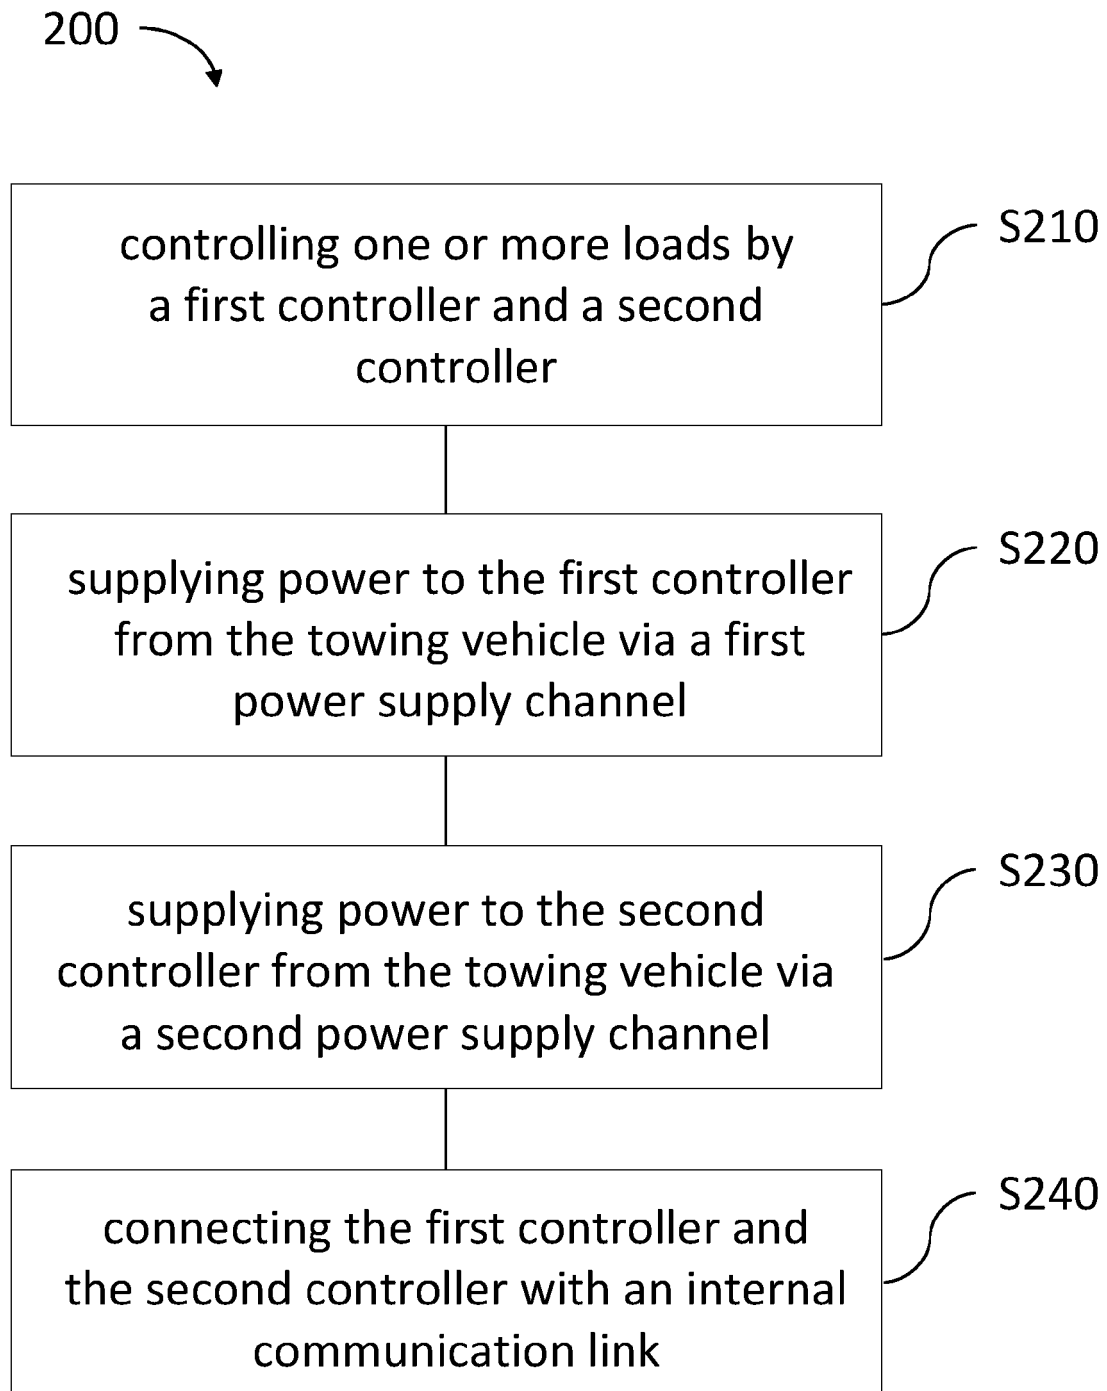 200
controlling one or more loads by
a first controller and a second
controller
S210
supplying power to the first controller
from the towing vehicle via a first
power supply channel
S220
supplying power to the second
controller from the towing vehicle via
a second power supply channel
S230
connecting the first controller and
the second controller with an internal
communication link
S240